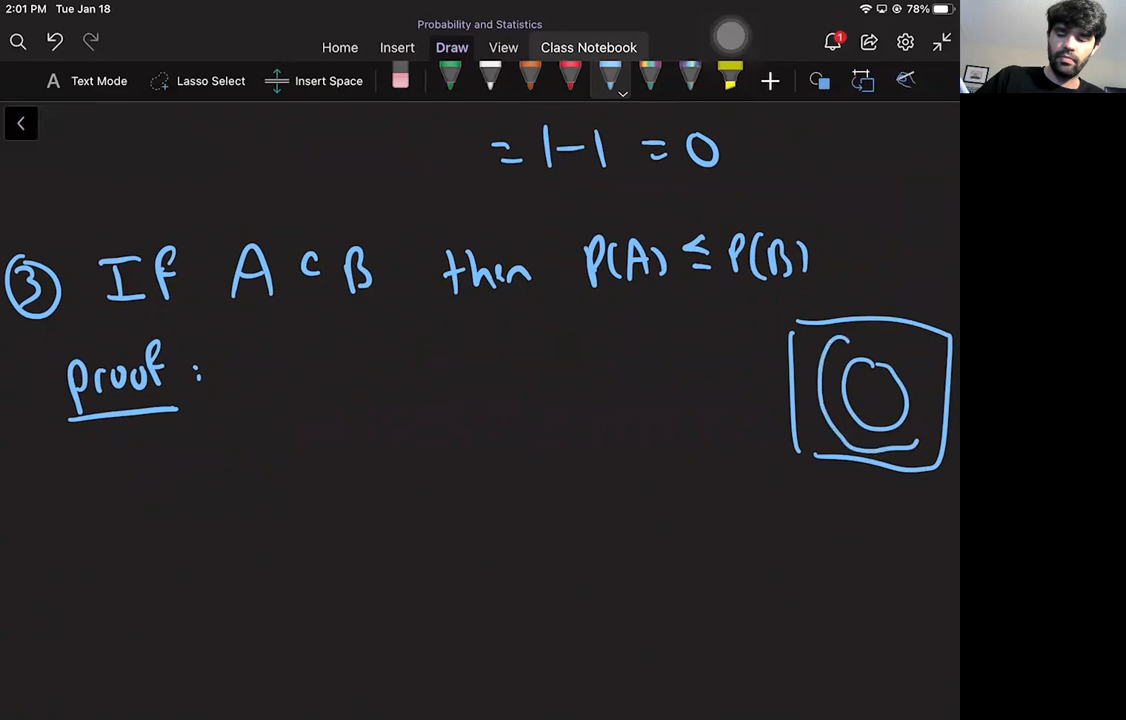 2:01 PM Tue Jan 18
78%
Probability and Statistics
Home Insert Draw View Class Notebook
1
A Text Mode Lasso Select Insert Space
= 1 - 1 = 0
③ If A ⊂ B then P(A) ≤ P(B)
Proof :